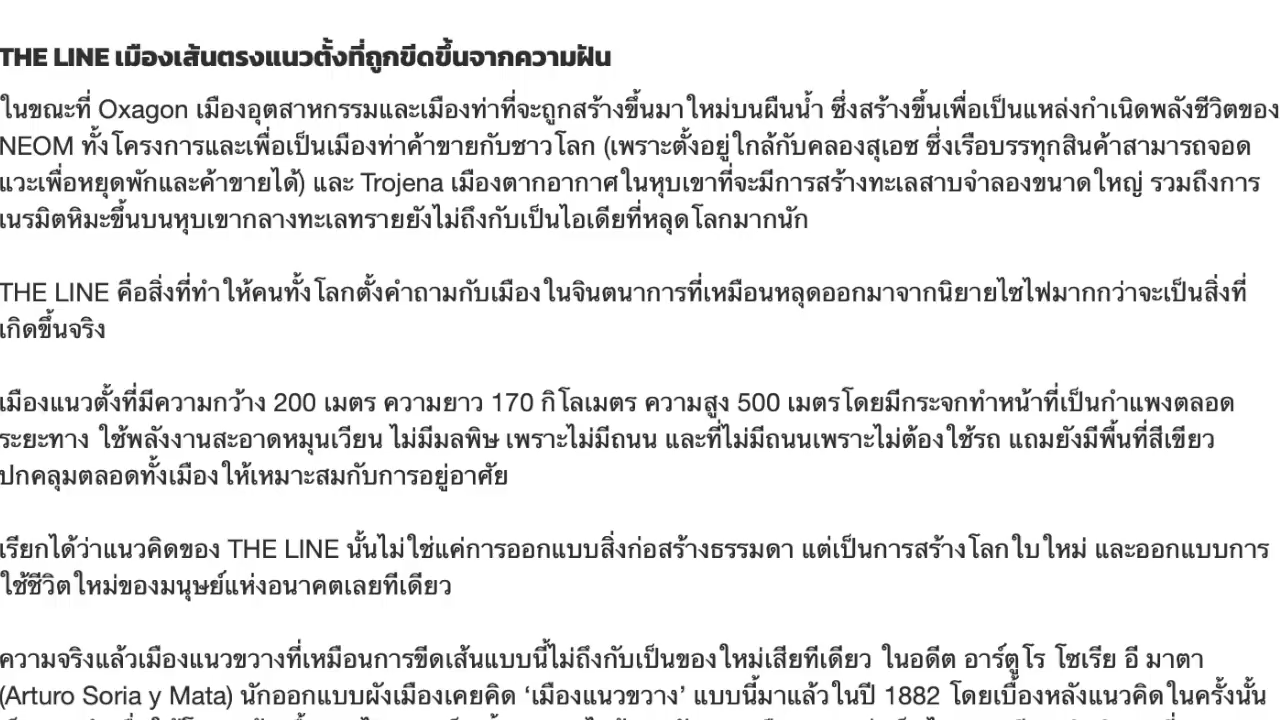 THE LINE เมืองเส้นตรงแนวตั้งที่ถูกขีดขึ้นจากความฝัน
ในขณะที่ Oxagon เมืองอุตสาหกรรมและเมืองท่าที่จะถูกสร้างขึ้นมาใหม่บนผืนน้ำ ซึ่งสร้างขึ้นเพื่อเป็นแหล่งกำเนิดพลังชีวิตของ
NEOM ทั้งโครงการและเพื่อเป็นเมืองท่าค้าขายกับชาวโลก (เพราะตั้งอยู่ใกล้กับคลองสุเอซ ซึ่งเรือบรรทุกสินค้าสามารถจอด
แวะเพื่อหยุดพักและค้าขายได้) และ Trojena เมืองตากอากาศในหุบเขาที่จะมีการสร้างทะเลสาบจำลองขนาดใหญ่ รวมถึงการ
เนรมิตหิมะขึ้นบนหุบเขากลางทะเลทรายยังไม่ถึงกับเป็นไอเดียที่หลุดโลกมากนัก
THE LINE คือสิ่งที่ทำให้คนทั้งโลกตั้งคำถามกับเมืองในจินตนาการที่เหมือนหลุดออกมาจากนิยายไซไฟมากกว่าจะเป็นสิ่งที่
เกิดขึ้นจริง
เมืองแนวตั้งที่มีความกว้าง 200 เมตร ความยาว 170 กิโลเมตร ความสูง 500 เมตรโดยมีกระจกทำหน้าที่เป็นกำแพงตลอด
ระยะทาง ใช้พลังงานสะอาดหมุนเวียน ไม่มีมลพิษ เพราะไม่มีถนน และที่ไม่มีถนนเพราะไม่ต้องใช้รถ แถมยังมีพื้นที่สีเขียว
ปกคลุมตลอดทั้งเมืองให้เหมาะสมกับการอยู่อาศัย
เรียกได้ว่าแนวคิดของ THE LINE นั้นไม่ใช่แค่การออกแบบสิ่งก่อสร้างธรรมดา แต่เป็นการสร้างโลกใบใหม่ และออกแบบการ
ใช้ชีวิตใหม่ของมนุษย์แห่งอนาคตเลยทีเดียว
ความจริงแล้วเมืองแนวขวางที่เหมือนการขีดเส้นแบบนี้ไม่ถึงกับเป็นของใหม่เสียทีเดียว ในอดีต อาร์ตูโร โซเรีย อี มาตา
(Arturo Soria y Mata) นักออกแบบผังเมืองเคยคิด ‘เมืองแนวขวาง’ แบบนี้มาแล้วในปี 1882 โดยเบื้องหลังแนวคิดในครั้งนั้น